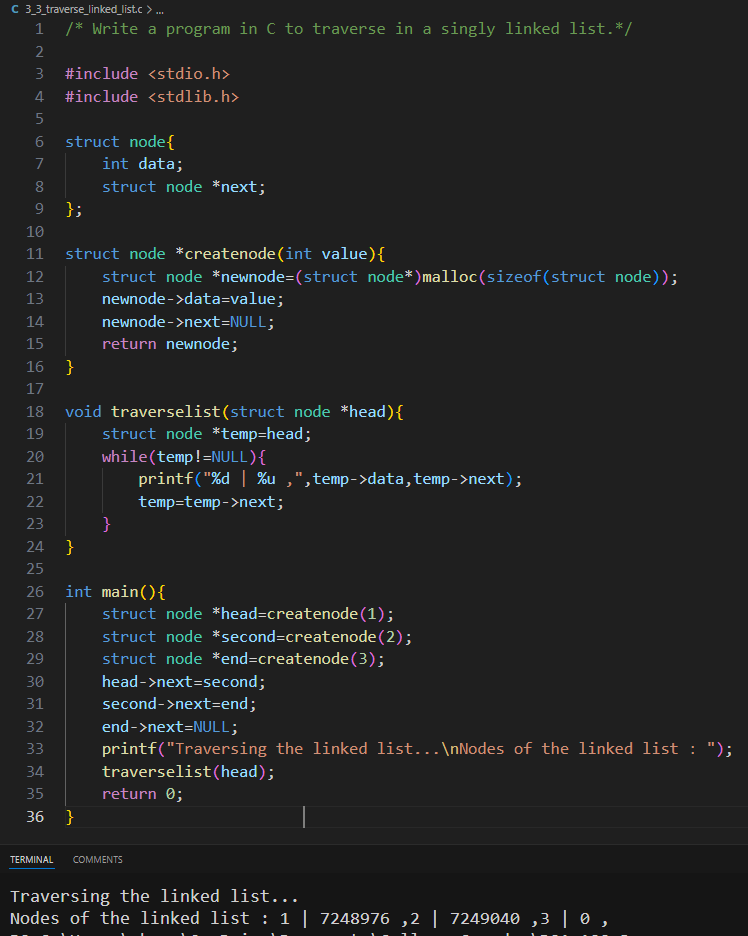 C 3_3_traverse_linked_list.c > ...
1 /* Write a program in C to traverse in a singly linked list.*/
2
3 #include <stdio.h>
4 #include <stdlib.h>
5
6 struct node{
7     int data;
8     struct node *next;
9 };
10
11 struct node *createnode(int value){
12     struct node *newnode=(struct node*)malloc(sizeof(struct node));
13     newnode->data=value;
14     newnode->next=NULL;
15     return newnode;
16 }
17
18 void traverselist(struct node *head){
19     struct node *temp=head;
20     while(temp!=NULL){
21         printf("%d | %u ,",temp->data,temp->next);
22         temp=temp->next;
23     }
24 }
25
26 int main(){
27     struct node *head=createnode(1);
28     struct node *second=createnode(2);
29     struct node *end=createnode(3);
30     head->next=second;
31     second->next=end;
32     end->next=NULL;
33     printf("Traversing the linked list...\nNodes of the linked list : ");
34     traverselist(head);
35     return 0;
36 }
TERMINAL COMMENTS
Traversing the linked list...
Nodes of the linked list : 1 | 7248976 ,2 | 7249040 ,3 | 0 ,